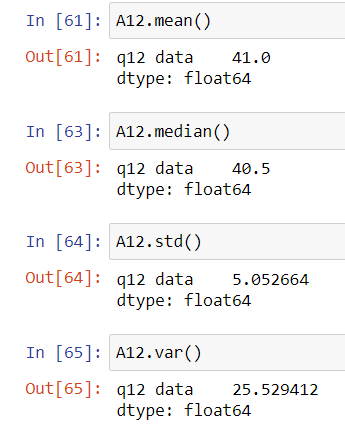 In [61]: A12.mean()
Out[61]: q12 data    41.0
dtype: float64
In [63]: A12.median()
Out[63]: q12 data    40.5
dtype: float64
In [64]: A12.std()
Out[64]: q12 data    5.052664
dtype: float64
In [65]: A12.var()
Out[65]: q12 data    25.529412
dtype: float64